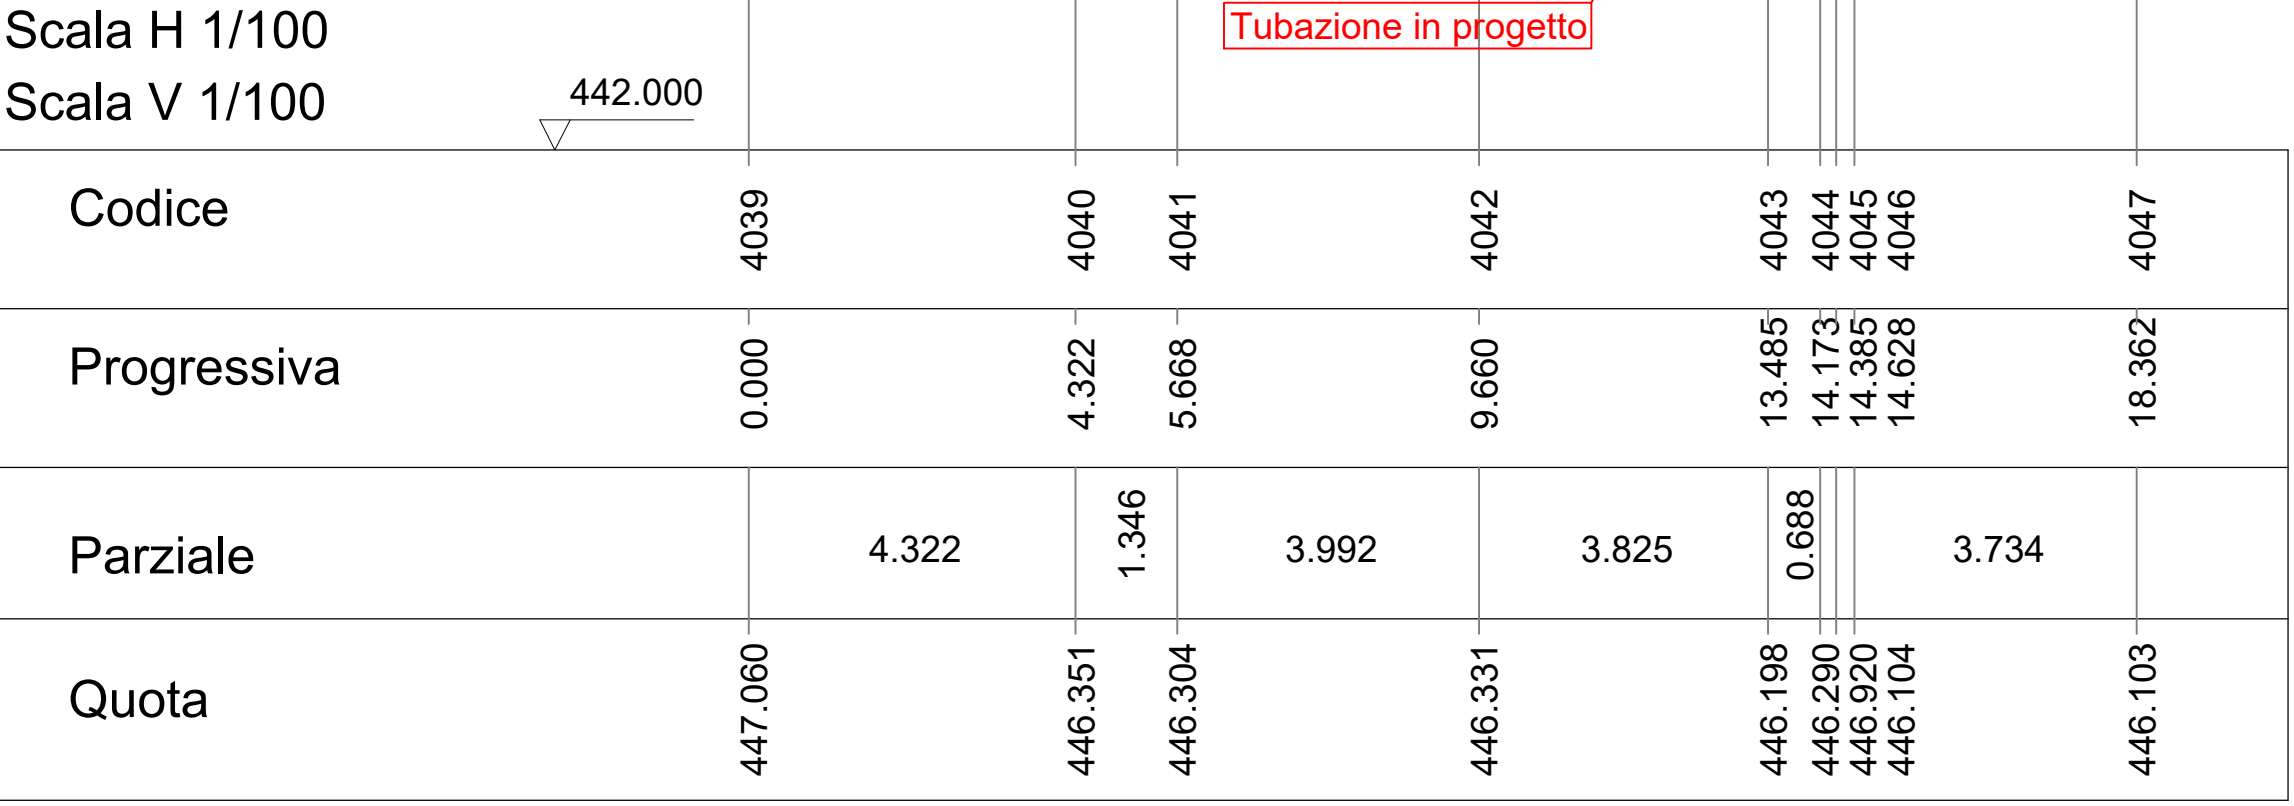 Scala H 1/100
Tubazione in progetto
Scala V 1/100
442.000
Codice 4039 4040 4041 4042 4043 4044 4045 4046 4047
Progressiva 0.000 4.322 5.668 9.660 13.485 14.173 14.385 14.628 18.362
Parziale 4.322 1.346 3.992 3.825 0.688 3.734
Quota 447.060 446.351 446.304 446.331 446.198 446.290 446.920 446.104 446.103